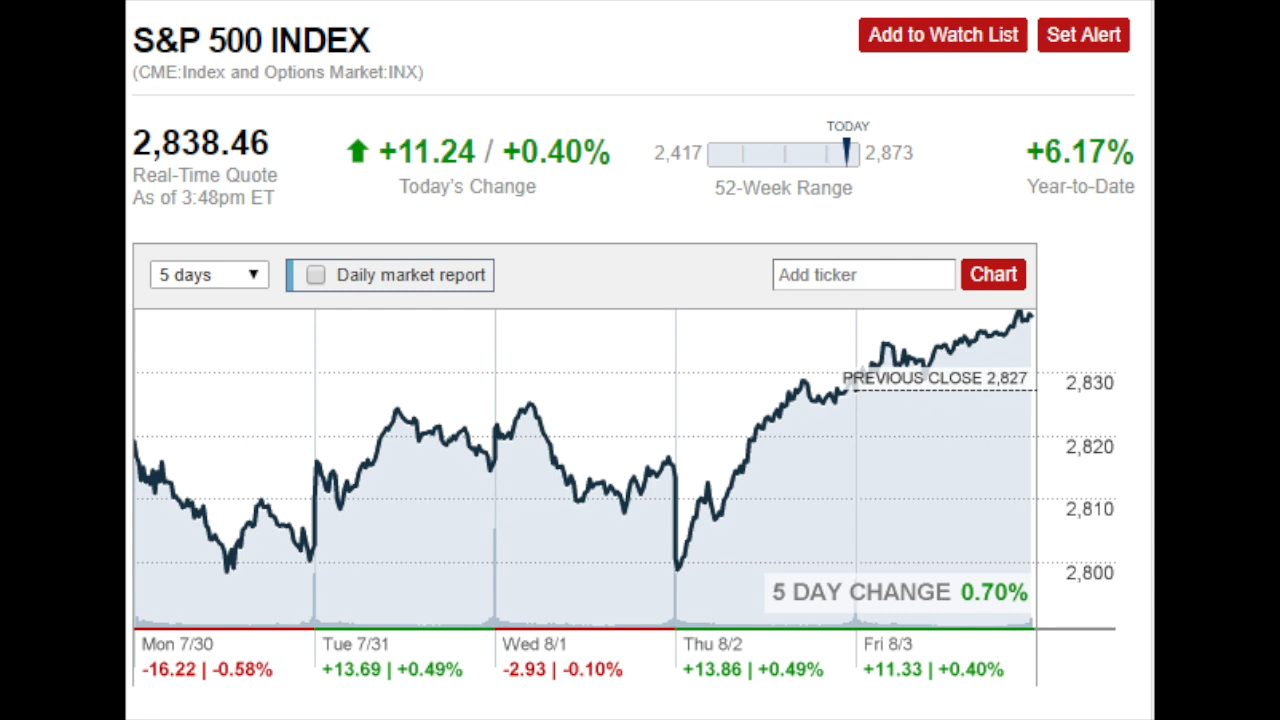 S&P 500 INDEX
Add to Watch List
Set Alert
(CME:Index and Options Market:INX)
2,838.46
Real-Time Quote
As of 3:48pm ET
+11.24 / +0.40%
Today's Change
TODAY
2,417
2,873
52-Week Range
+6.17%
Year-to-Date
5 days
Daily market report
Add ticker
Chart
PREVIOUS CLOSE 2,827
2,830
2,820
2,810
2,800
5 DAY CHANGE 0.70%
Mon 7/30
-16.22 | -0.58%
Tue 7/31
+13.69 | +0.49%
Wed 8/1
-2.93 | -0.10%
Thu 8/2
+13.86 | +0.49%
Fri 8/3
+11.33 | +0.40%